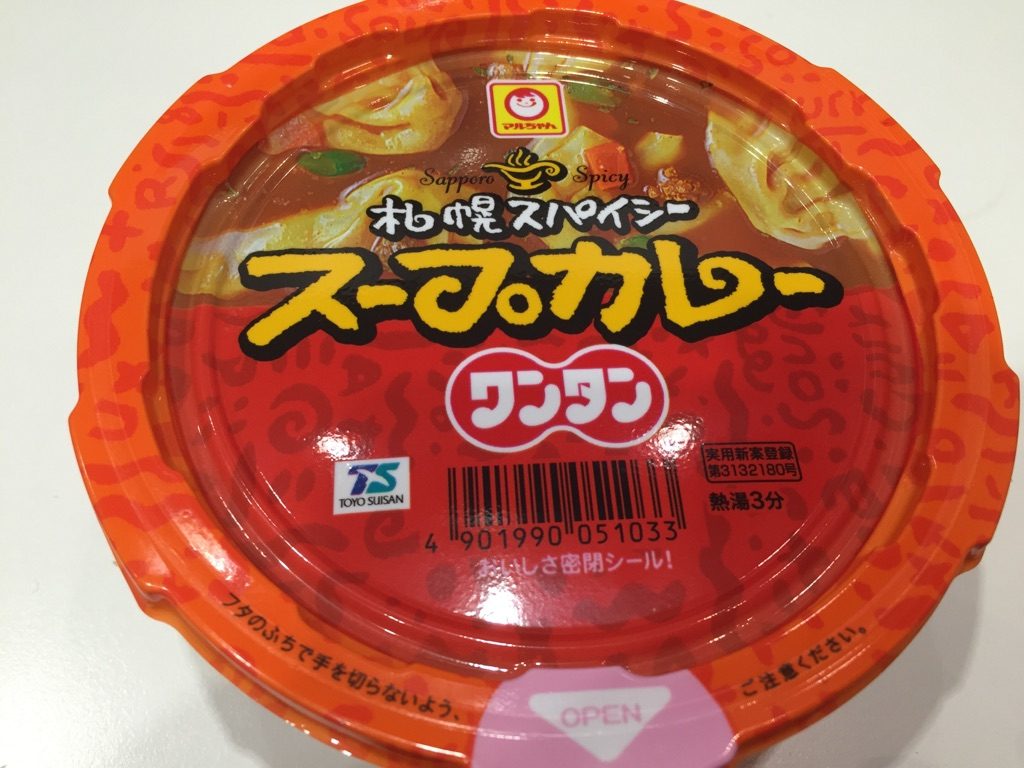 マルちゃん
Sapporo Spicy
札幌スパイシー
スープカレー
ワンタン
実用新案登録
第3132180号
TS
TOYO SUISAN
熱湯3分
4 901990 051033
おいしさ密閉シール!
フタのふちで手を切らないよう、ご注意ください。
OPEN